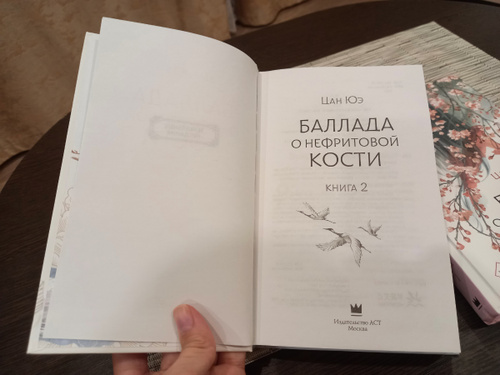 Цан Юэ
БАЛЛАДА
О НЕФРИТОВОЙ
КОСТИ
КНИГА 2
Издательство АСТ
Москва